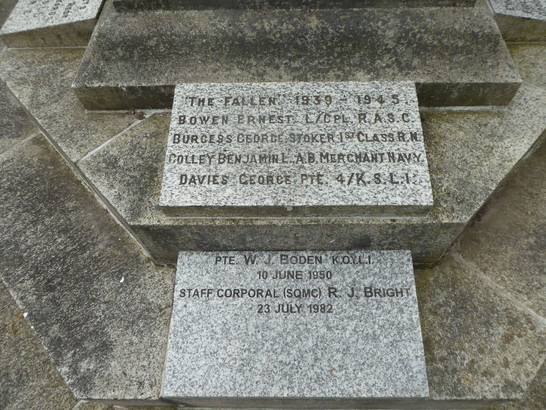 "THE FALLEN." 1939 - 1945.
BOWEN ERNEST. L/CPL. R.A.S.C.
BURGESS GEORGE. STOKER 1ST CLASS R.N.
COLLEY BENJAMIN L. A.B. MERCHANT NAVY.
DAVIES GEORGE. PTE. 4/K.S.L.I.
PTE. W. J. BODEN K.O.Y.L.I.
10 JUNE 1950
STAFF CORPORAL (SQMC) R. J. BRIGHT
23 JULY 1982